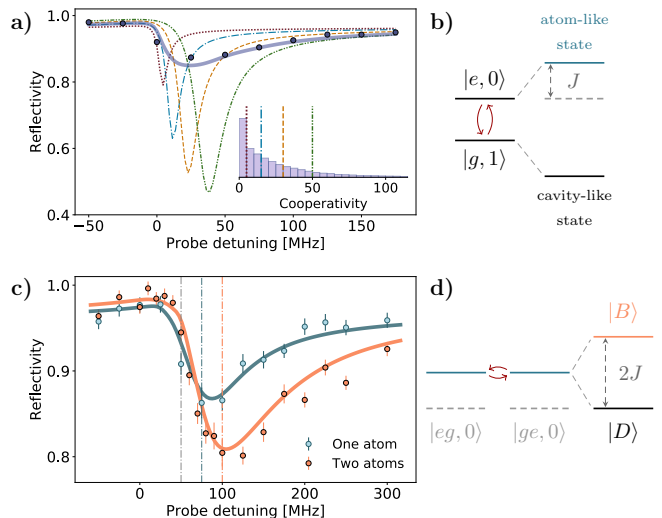 a)
1.0
0.8
0.6
0.4
Reflectivity
−50
0
50
100
150
Probe detuning [MHz]
0
50
100
Cooperativity
b)
atom-like
state
|e, 0⟩
J
|g, 1⟩
cavity-like
state
c)
1.0
0.9
0.8
Reflectivity
One atom
Two atoms
0
100
200
300
Probe detuning [MHz]
d)
|B⟩
2J
|eg, 0⟩
|ge, 0⟩
|D⟩